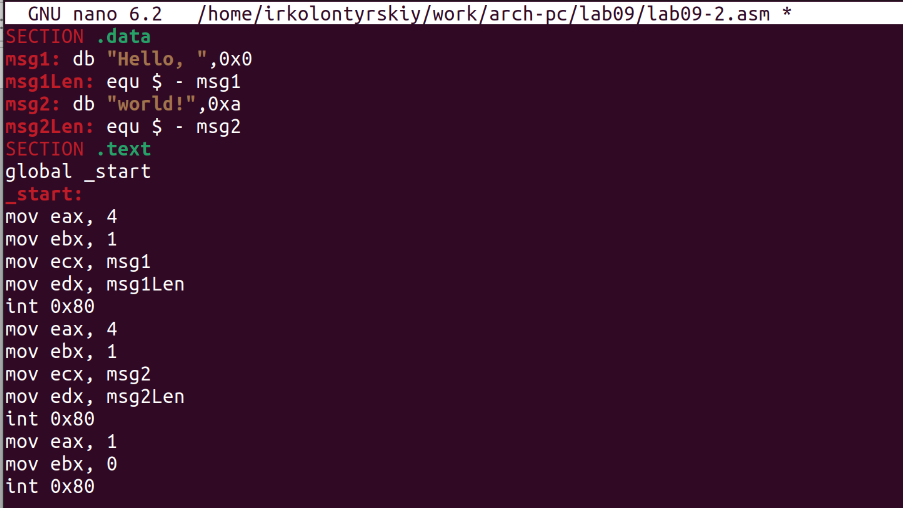 GNU nano 6.2 /home/irkolontyrskiy/work/arch-pc/lab09/lab09-2.asm *
SECTION .data
msg1: db "Hello, ",0x0
msg1Len: equ $ - msg1
msg2: db "world!",0xa
msg2Len: equ $ - msg2
SECTION .text
global _start
_start:
mov eax, 4
mov ebx, 1
mov ecx, msg1
mov edx, msg1Len
int 0x80
mov eax, 4
mov ebx, 1
mov ecx, msg2
mov edx, msg2Len
int 0x80
mov eax, 1
mov ebx, 0
int 0x80